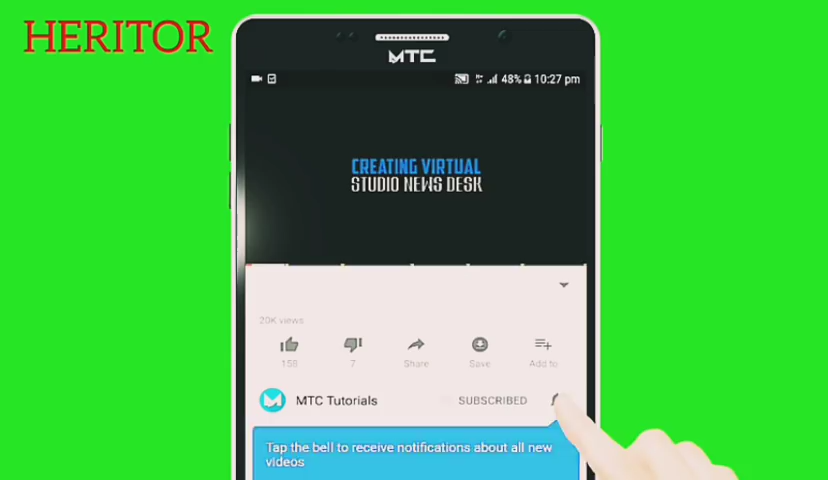 HERITOR
MTC
48% 10:27 pm
CREATING VIRTUAL
STUDIO NEWS DESK
20K views
159 7 Share Save Add to
MTC Tutorials SUBSCRIBED
Tap the bell to receive notifications about all new
videos